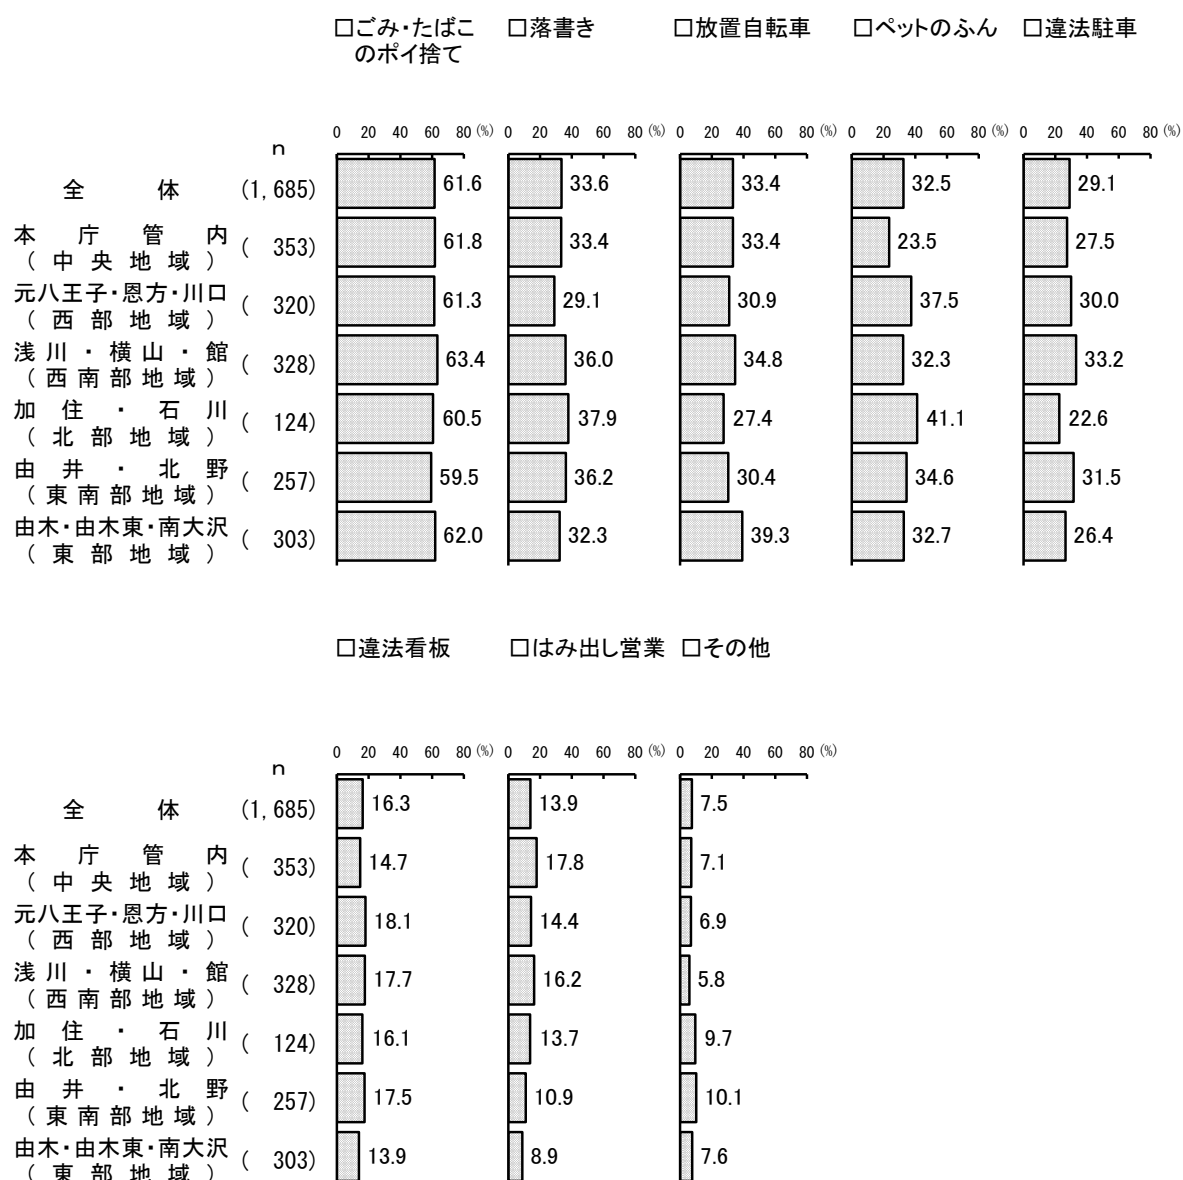 □ごみ・たばこ □落書き □放置自転車 □ペットのふん □違法駐車
のポイ捨て
0 20 40 60 80 (%) 0 20 40 60 80 (%) 0 20 40 60 80 (%) 0 20 40 60 80 (%) 0 20 40 60 80 (%)
n
全体 (1,685) 61.6 33.6 33.4 32.5 29.1
本庁管内
(中央地域) (353) 61.8 33.4 33.4 23.5 27.5
元八王子・恩方・川口
(西部地域) (320) 61.3 29.1 30.9 37.5 30.0
浅川・横山・館
(西南部地域) (328) 63.4 36.0 34.8 32.3 33.2
加住・石川
(北部地域) (124) 60.5 37.9 27.4 41.1 22.6
由井・北野
(東南部地域) (257) 59.5 36.2 30.4 34.6 31.5
由木・由木東・南大沢
(東部地域) (303) 62.0 32.3 39.3 32.7 26.4
□違法看板 □はみ出し営業 □その他
0 20 40 60 80 (%) 0 20 40 60 80 (%) 0 20 40 60 80 (%)
n
全体 (1,685) 16.3 13.9 7.5
本庁管内
(中央地域) (353) 14.7 17.8 7.1
元八王子・恩方・川口
(西部地域) (320) 18.1 14.4 6.9
浅川・横山・館
(西南部地域) (328) 17.7 16.2 5.8
加住・石川
(北部地域) (124) 16.1 13.7 9.7
由井・北野
(東南部地域) (257) 17.5 10.9 10.1
由木・由木東・南大沢
(東部地域) (303) 13.9 8.9 7.6